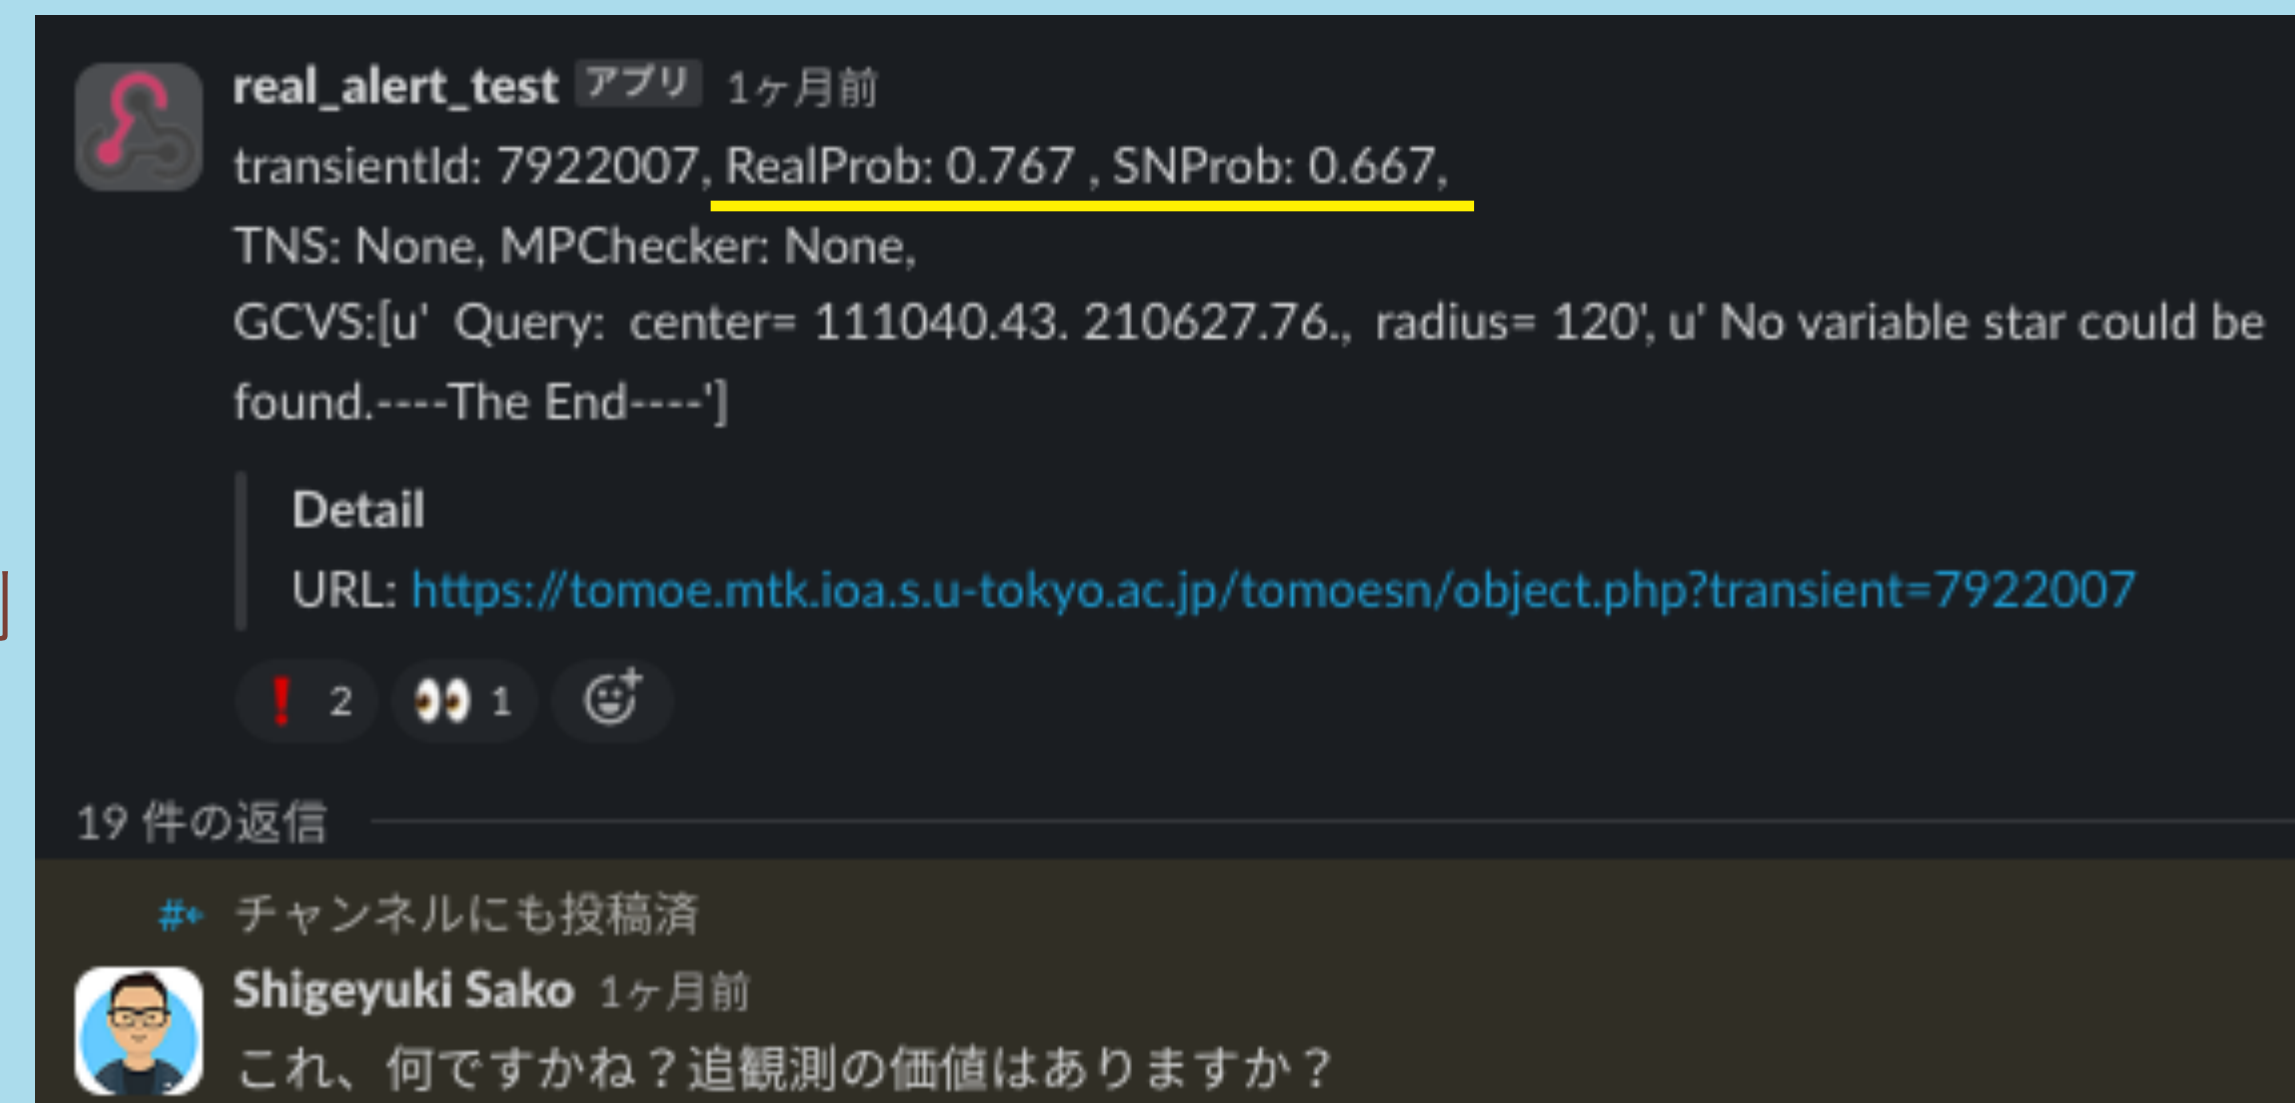 real_alert_test アプリ 1ヶ月前
transientId: 7922007, RealProb: 0.767 , SNProb: 0.667,
TNS: None, MPChecker: None,
GCVS:[u'  Query:  center= 111040.43. 210627.76.,  radius= 120', u' No variable star could be
found.----The End----']
Detail
URL: https://tomoe.mtk.ioa.s.u-tokyo.ac.jp/tomoesn/object.php?transient=7922007
2 1
19 件の返信
チャンネルにも投稿済
Shigeyuki Sako 1ヶ月前
これ、何ですかね？追観測の価値はありますか？